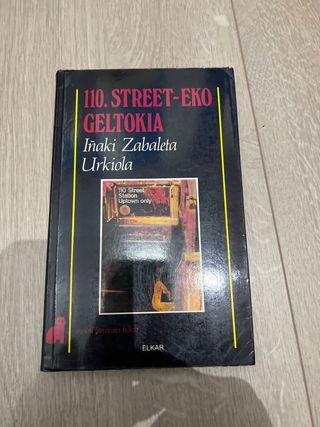 110. STREET-EKO
GELTOKIA
Iñaki Zabaleta
Urkiola
110 Street
Station
Uptown only
ELKAR